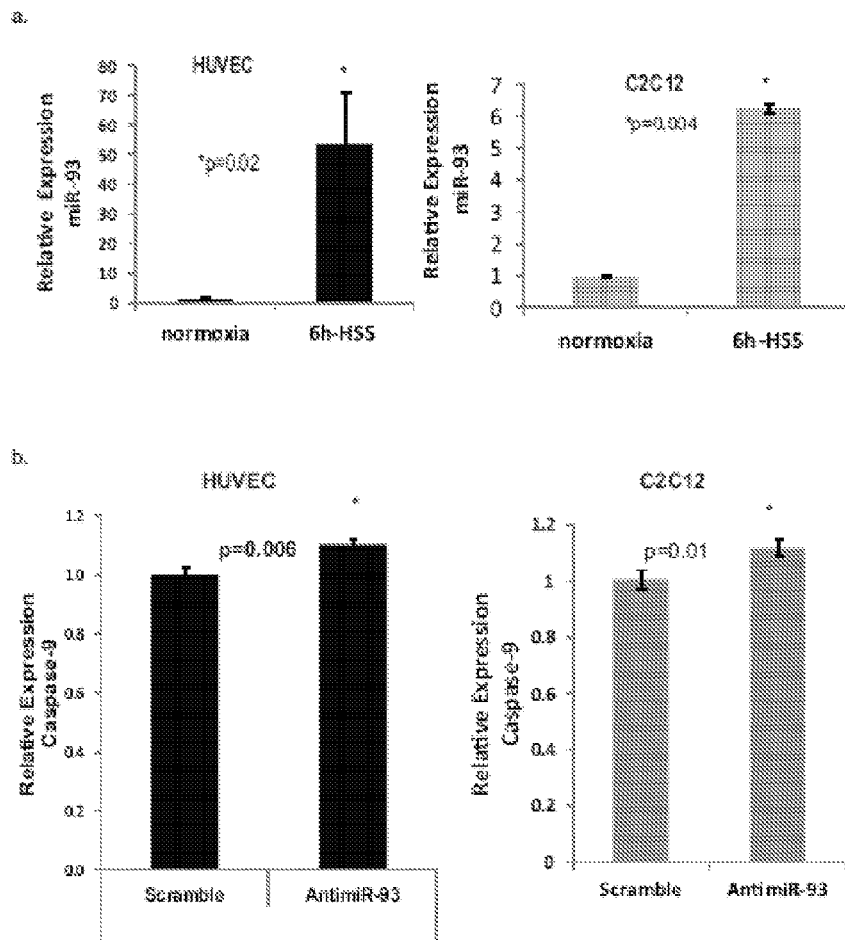 a.
HUVEC
*
*p=0.02
Relative Expression
miR-93
80
70
60
50
40
30
20
10
0
normoxia
6h-HSS
C2C12
*
*p=0.004
Relative Expression
miR-93
7
6
5
4
3
2
1
0
normoxia
6h-HSS
b.
HUVEC
*
p=0.006
Relative Expression
Caspase-9
1.2
1.0
0.8
0.6
0.4
0.2
0.0
Scramble
AntimiR-93
C2C12
*
p=0.01
Relative Expression
Caspase-9
1.2
1
0.8
0.6
0.4
0.2
0
Scramble
AntimiR-93